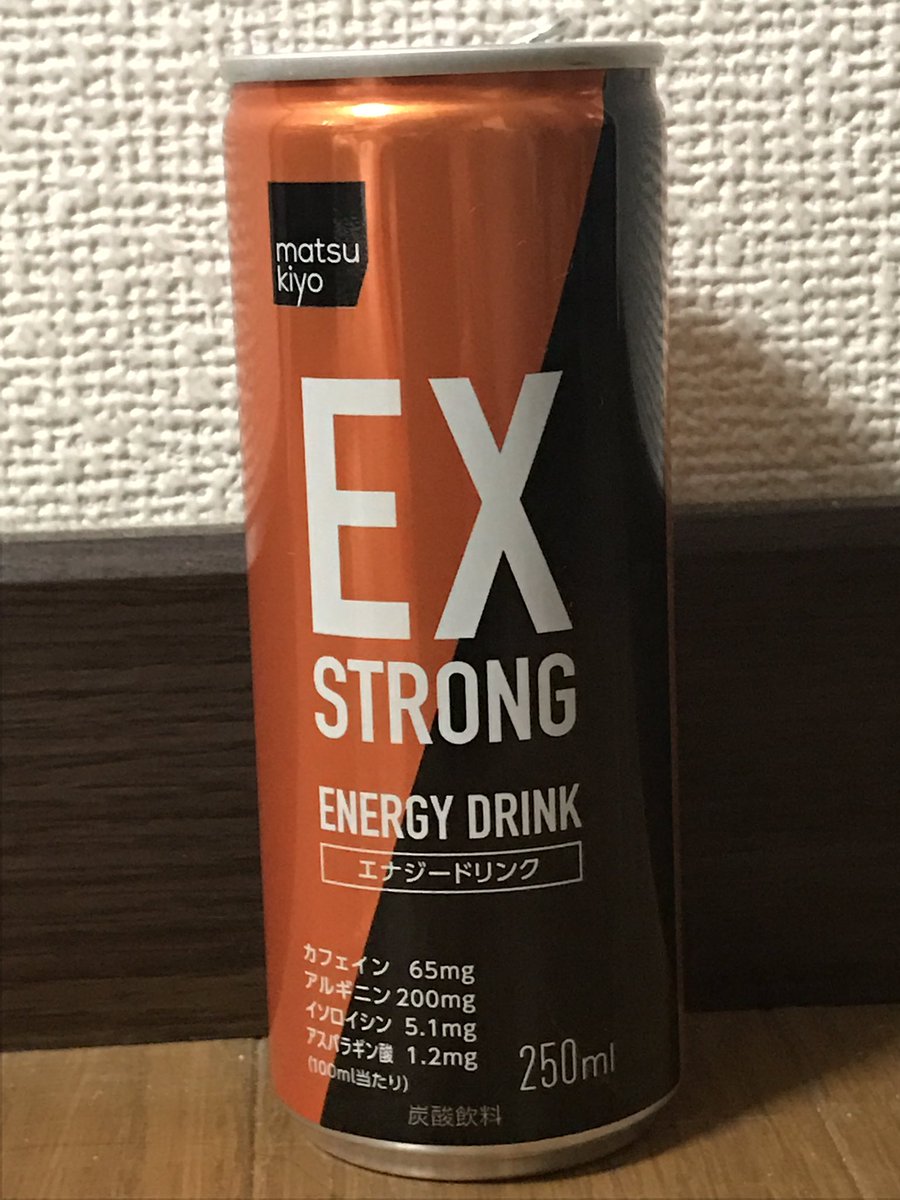 matsu
kiyo
EX
STRONG
ENERGY DRINK
エナジードリンク
カフェイン 65mg
アルギニン 200mg
イソロイシン 5.1mg
アスパラギン酸 1.2mg
(100ml当たり)
250ml
炭酸飲料